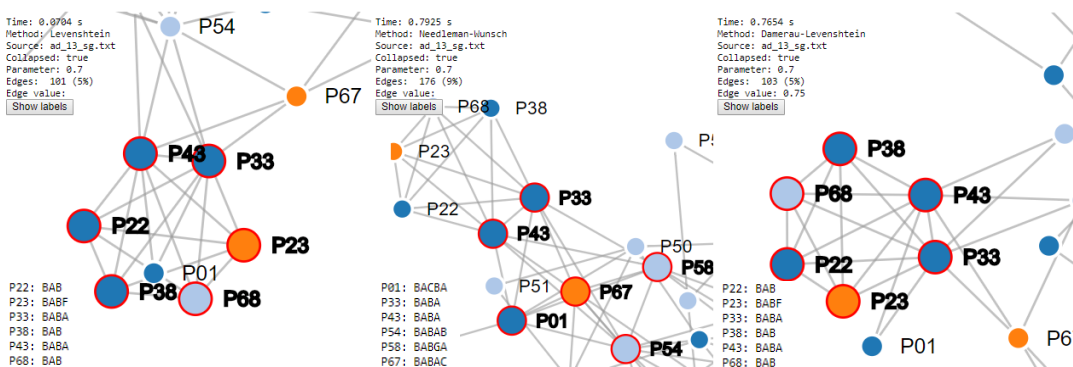 Time: 0.0704 s
Method: Levenshtein
Source: ad_13_sg.txt
Collapsed: true
Parameter: 0.7
Edges: 101 (5%)
Edge value:
Show labels
P54
P67
P43
P33
P22
P23
P01
P38
P68
P22: BAB
P23: BABF
P33: BABA
P38: BAB
P43: BABA
P68: BAB
Time: 0.7925 s
Method: Needleman-Wunsch
Source: ad_13_sg.txt
Collapsed: true
Parameter: 0.7
Edges: 176 (9%)
Edge value:
Show labels
P68
P38
P23
P33
P22
P43
P50
P58
P51
P67
P01
P54
P01: BACBA
P33: BABA
P43: BABA
P54: BABAB
P58: BABGA
P67: BABAC
Time: 0.7654 s
Method: Damerau-Levenshtein
Source: ad_13_sg.txt
Collapsed: true
Parameter: 0.7
Edges: 103 (5%)
Edge value: 0.75
Show labels
P38
P68
P43
P22
P33
P23
P01
P22: BAB
P23: BABF
P33: BABA
P38: BAB
P43: BABA
P68: BAB